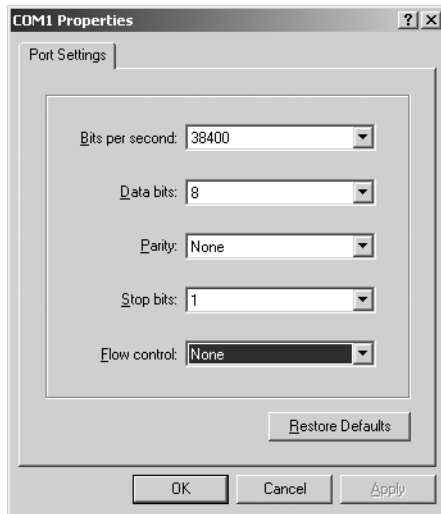 COM1 Properties
Port Settings
Bits per second: 38400
Data bits: 8
Parity: None
Stop bits: 1
Flow control: None
Restore Defaults
OK Cancel Apply